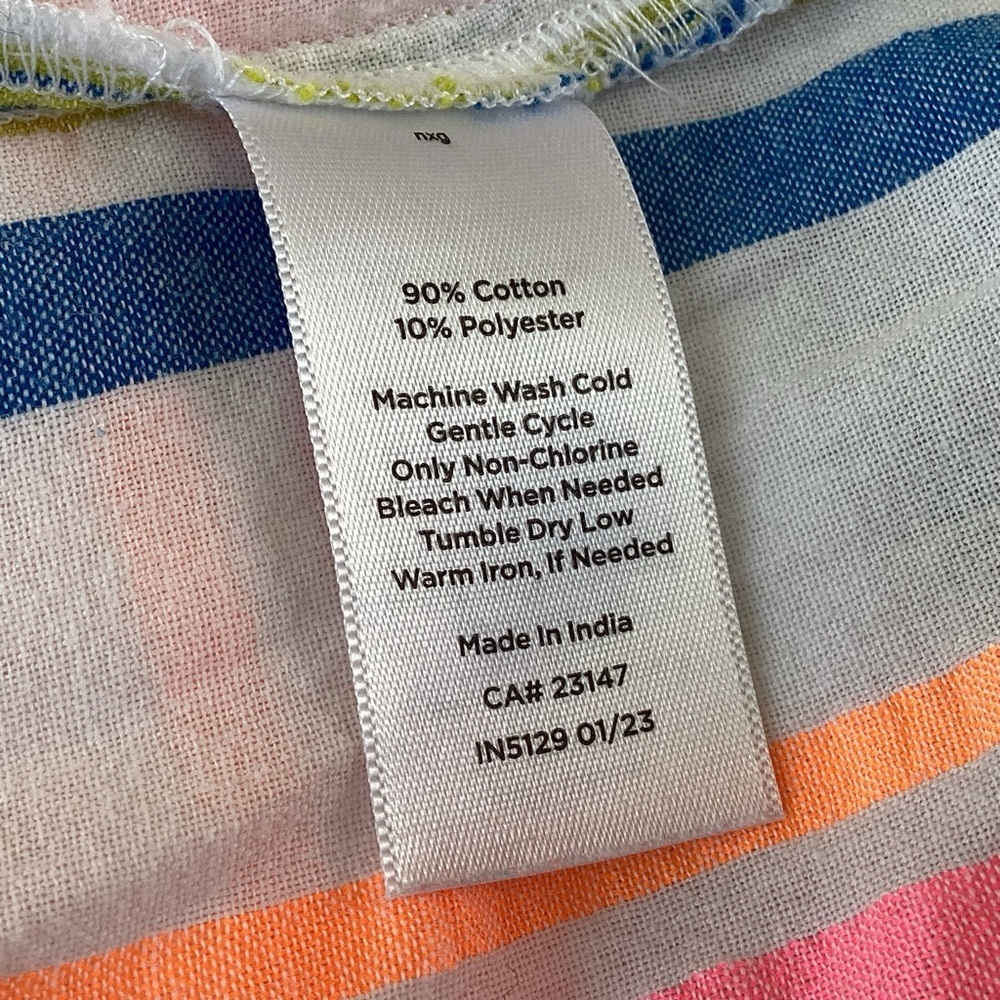 nxg
90% Cotton
10% Polyester
Machine Wash Cold
Gentle Cycle
Only Non-Chlorine
Bleach When Needed
Tumble Dry Low
Warm Iron, If Needed
Made In India
CA# 23147
IN5129 01/23